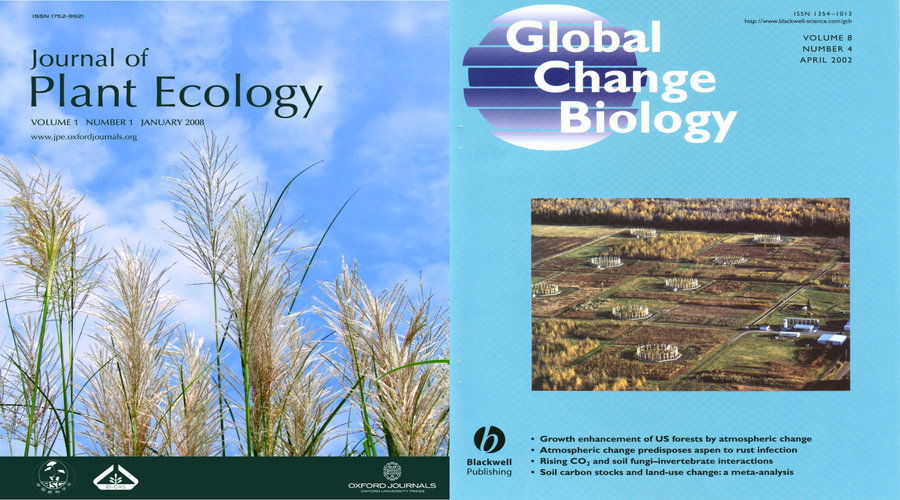 ISSN 1752-9921
Journal of
Plant Ecology
VOLUME 1 NUMBER 1 JANUARY 2008
www.jpe.oxfordjournals.org
OXFORD JOURNALS
OXFORD UNIVERSITY PRESS
ISSN 1354–1013
http://www.blackwell-science.com/gcb
Global
Change
Biology
VOLUME 8
NUMBER 4
APRIL 2002
b
Blackwell
Publishing
• Growth enhancement of US forests by atmospheric change
• Atmospheric change predisposes aspen to rust infection
• Rising CO₂ and soil fungi–invertebrate interactions
• Soil carbon stocks and land-use change: a meta-analysis